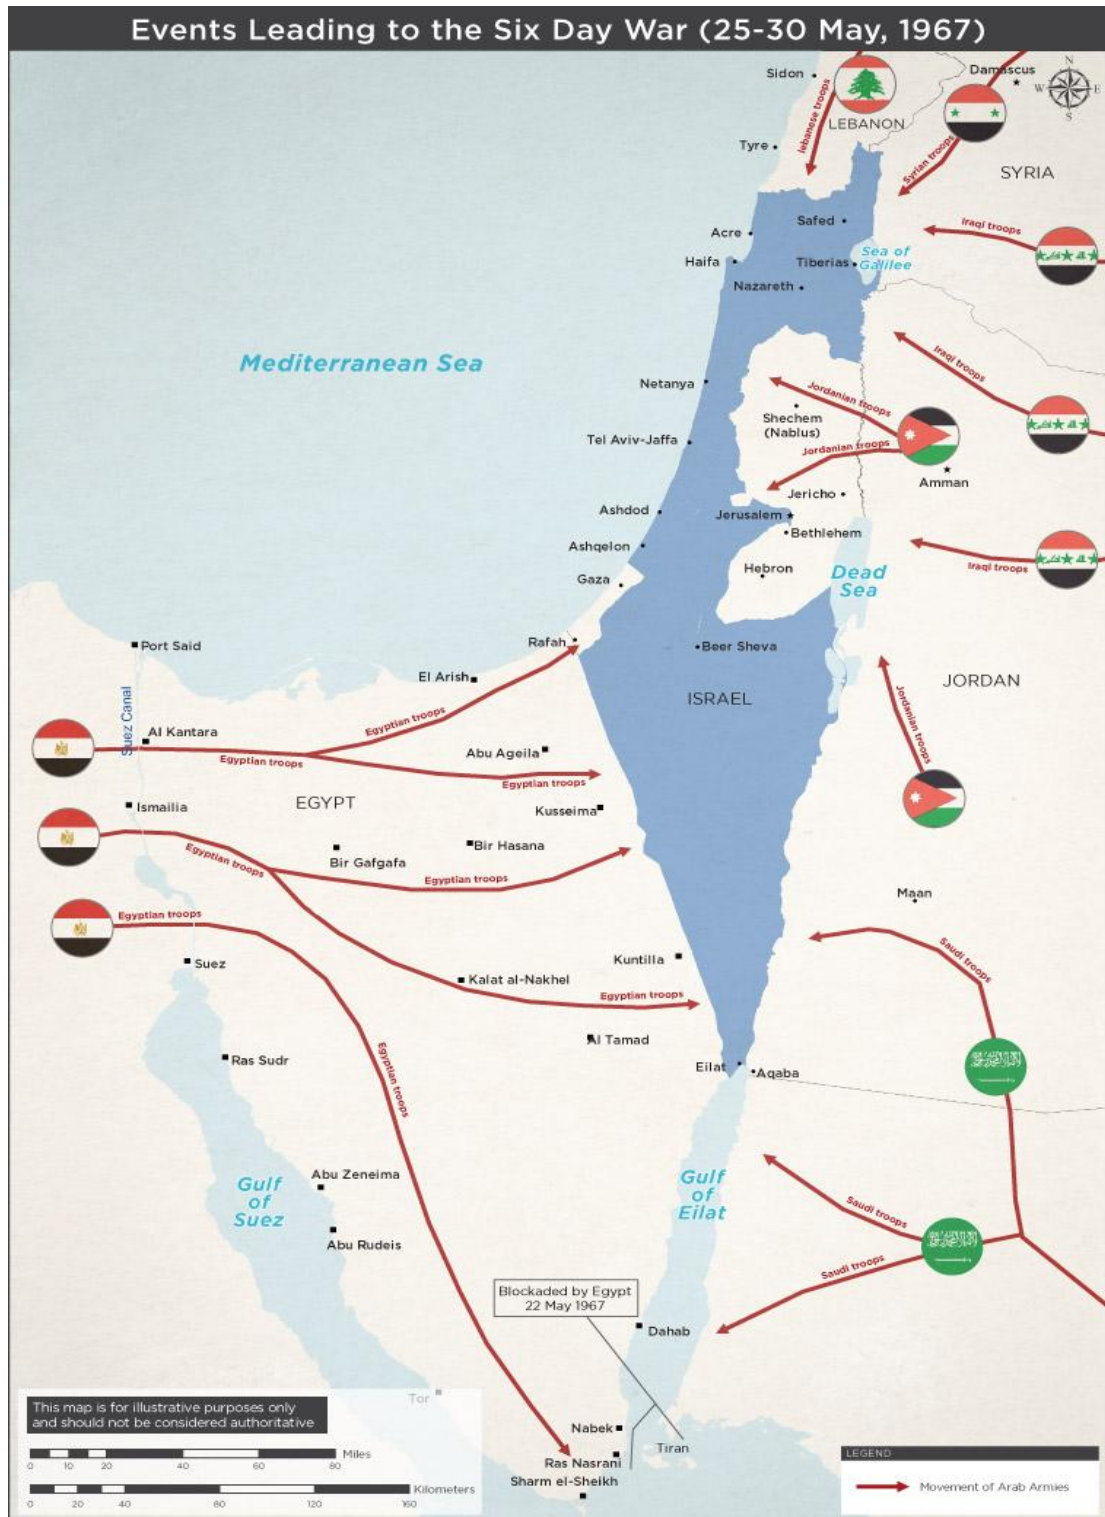 Events Leading to the Six Day War (25-30 May, 1967)
Sidon
Damascus
N
W
E
S
LEBANON
lebanese troops
Syrian troops
Tyre
SYRIA
Safed
Iraqi troops
Acre
Sea of
Galilee
Haifa
Tiberias
Nazareth
Mediterranean Sea
Iraqi troops
Netanya
Jordanian troops
Shechem
(Nablus)
Tel Aviv-Jaffa
Jordanian troops
Amman
Jericho
Ashdod
Jerusalem
Bethlehem
Ashqelon
Iraqi troops
Hebron
Dead
Sea
Gaza
Port Said
Rafah
Beer Sheva
El Arish
ISRAEL
JORDAN
Suez Canal
Jordanian troops
Al Kantara
Egyptian troops
Egyptian troops
Abu Ageila
Egyptian troops
EGYPT
Ismailia
Kusseima
Bir Hasana
Egyptian troops
Bir Gafgafa
Egyptian troops
Maan
Egyptian troops
Saudi troops
Suez
Kuntilla
Kalat al-Nakhel
Egyptian troops
Al Tamad
Egyptian troops
Ras Sudr
Eilat
Aqaba
Abu Zeneima
Gulf
of
Suez
Gulf
of
Eilat
Saudi troops
Abu Rudeis
Saudi troops
Blockaded by Egypt
22 May 1967
Dahab
Tor
This map is for illustrative purposes only
and should not be considered authoritative
Nabek
Tiran
Miles
0 10 20 40 60 80
Ras Nasrani
Sharm el-Sheikh
Kilometers
0 20 40 80 120 160
LEGEND
Movement of Arab Armies